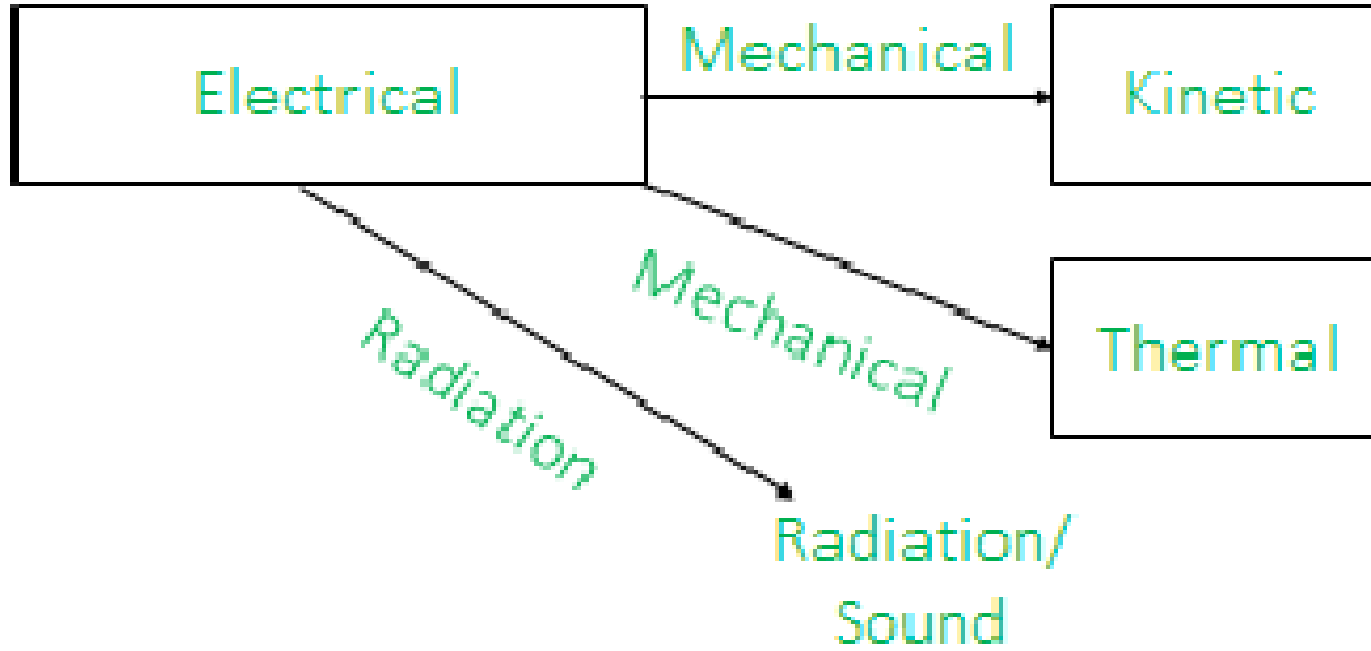 Electrical
Mechanical
Kinetic
Mechanical
Thermal
Radiation
Radiation/
Sound